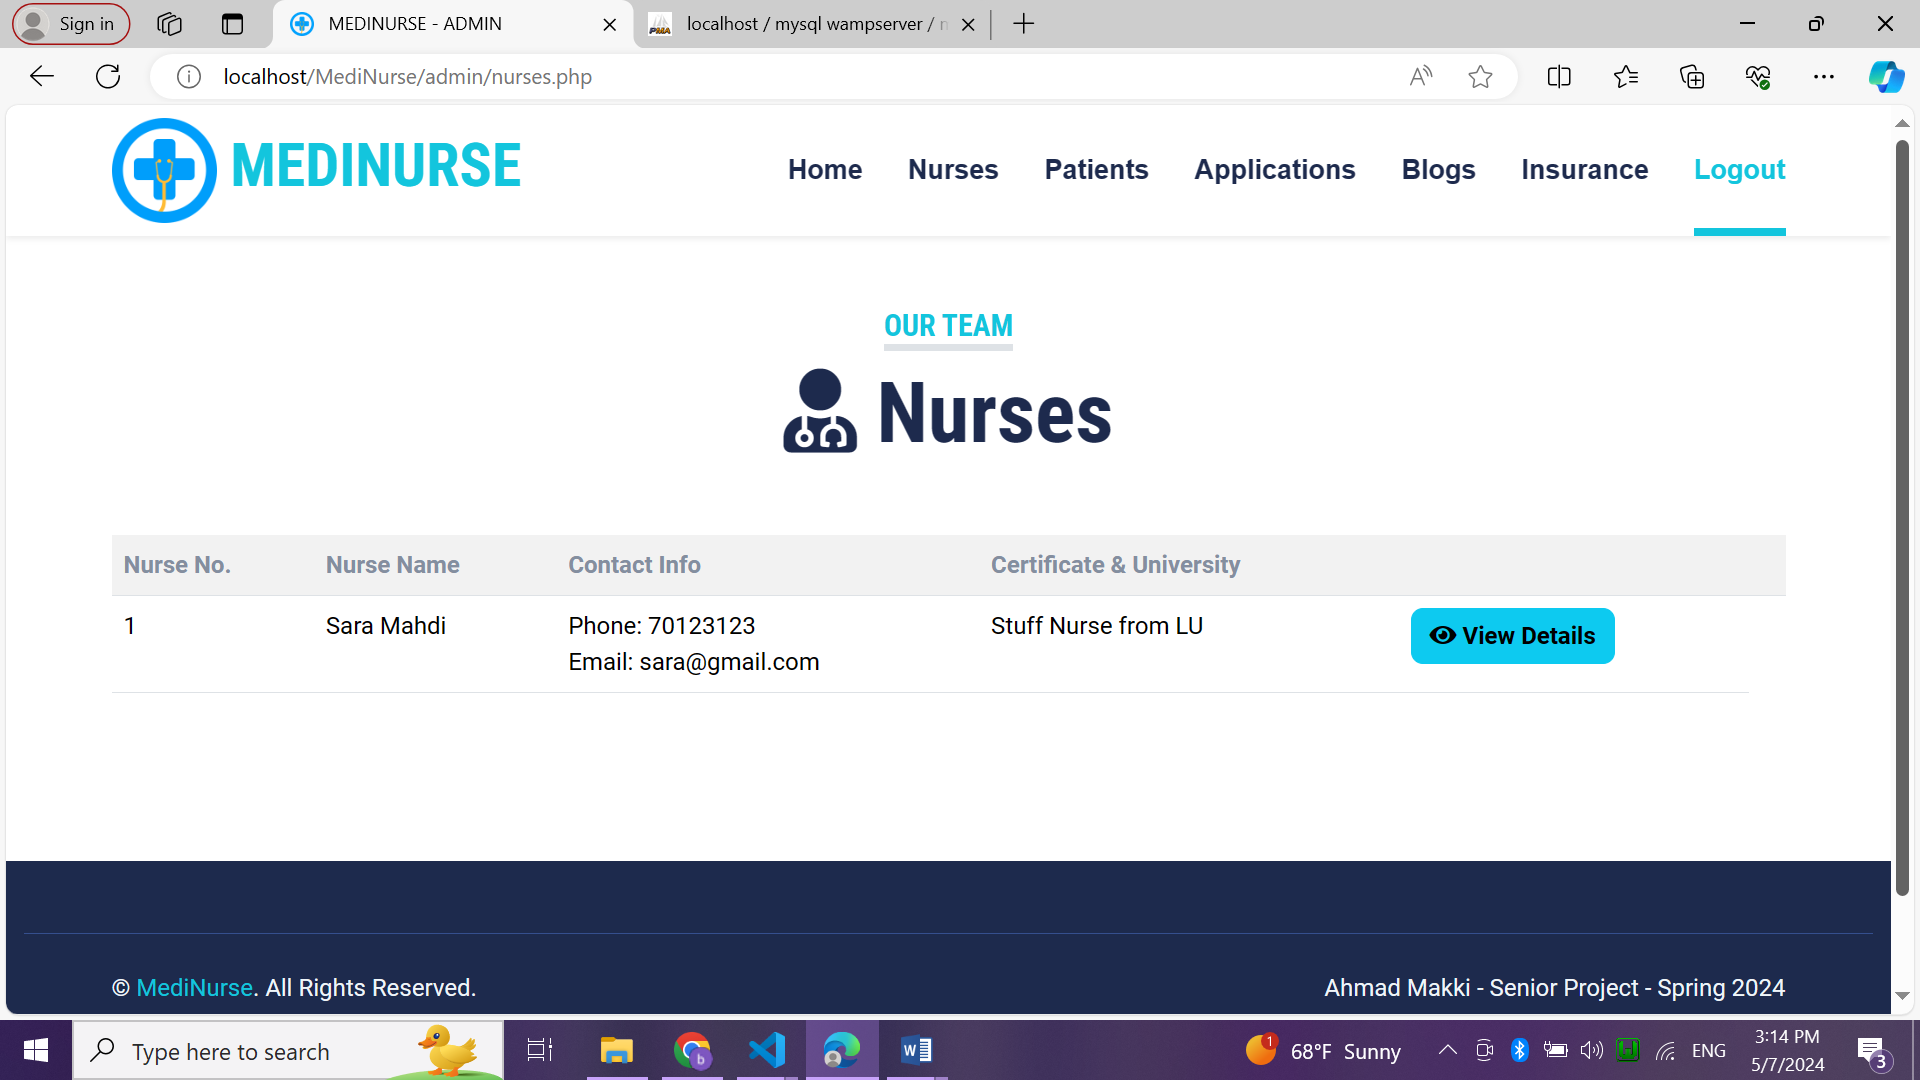 Sign in
MEDINURSE - ADMIN
localhost / mysql wampserver /
localhost/MediNurse/admin/nurses.php
MEDINURSE
Home Nurses Patients Applications Blogs Insurance Logout
OUR TEAM
Nurses
Nurse No. Nurse Name Contact Info Certificate & University
1 Sara Mahdi Phone: 70123123 Stuff Nurse from LU View Details
Email: sara@gmail.com
© MediNurse. All Rights Reserved. Ahmad Makki - Senior Project - Spring 2024
Type here to search
1
68°F Sunny
ENG
3:14 PM
5/7/2024
3